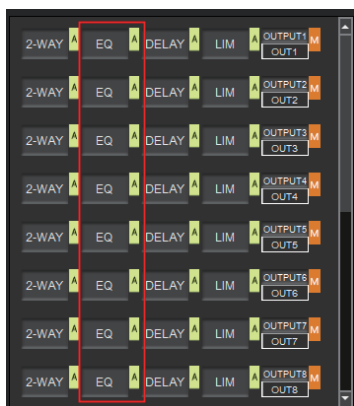 2-WAY A EQ A DELAY A LIM A OUTPUT1 M
OUT1
2-WAY A EQ A DELAY A LIM A OUTPUT2 M
OUT2
2-WAY A EQ A DELAY A LIM A OUTPUT3 M
OUT3
2-WAY A EQ A DELAY A LIM A OUTPUT4 M
OUT4
2-WAY A EQ A DELAY A LIM A OUTPUT5 M
OUT5
2-WAY A EQ A DELAY A LIM A OUTPUT6 M
OUT6
2-WAY A EQ A DELAY A LIM A OUTPUT7 M
OUT7
2-WAY A EQ A DELAY A LIM A OUTPUT8 M
OUT8